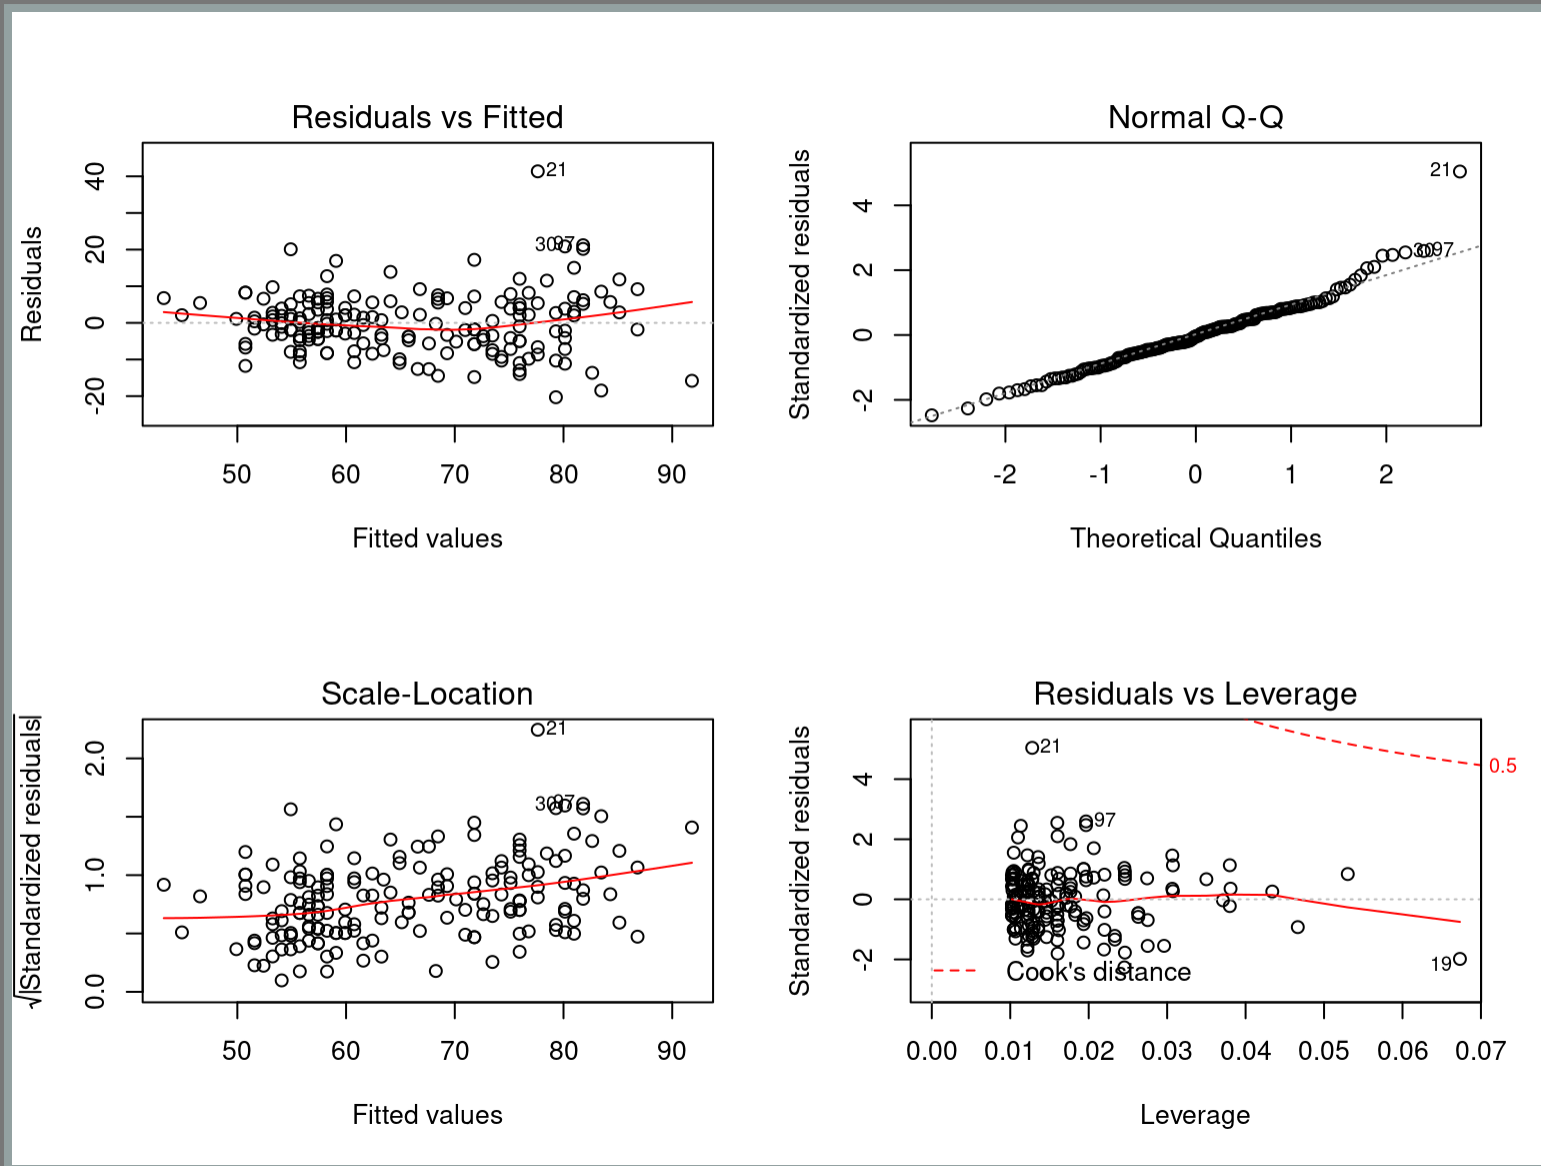 Residuals vs Fitted
Residuals
40
20
0
-20
21
30
97
50 60 70 80 90
Fitted values
Normal Q-Q
Standardized residuals
4
2
0
-2
21
30
97
-2 -1 0 1 2
Theoretical Quantiles
Scale-Location
√|Standardized residuals|
2.0
1.0
0.0
21
30
97
50 60 70 80 90
Fitted values
Residuals vs Leverage
Standardized residuals
4
2
0
-2
21
97
19
0.5
Cook's distance
0.00 0.01 0.02 0.03 0.04 0.05 0.06 0.07
Leverage